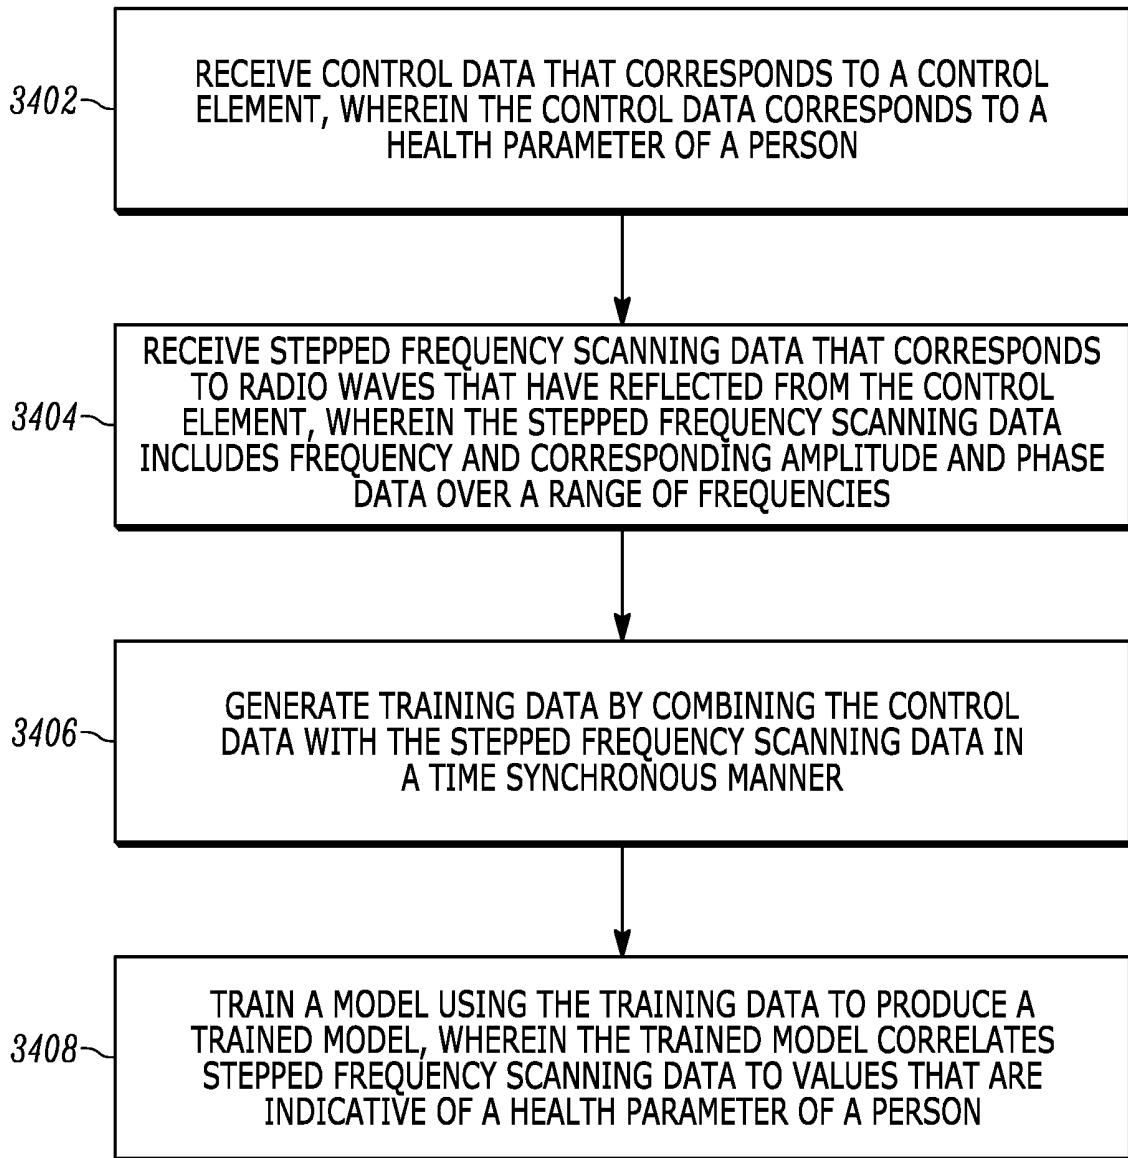 3402
RECEIVE CONTROL DATA THAT CORRESPONDS TO A CONTROL
ELEMENT, WHEREIN THE CONTROL DATA CORRESPONDS TO A
HEALTH PARAMETER OF A PERSON
3404
RECEIVE STEPPED FREQUENCY SCANNING DATA THAT CORRESPONDS
TO RADIO WAVES THAT HAVE REFLECTED FROM THE CONTROL
ELEMENT, WHEREIN THE STEPPED FREQUENCY SCANNING DATA
INCLUDES FREQUENCY AND CORRESPONDING AMPLITUDE AND PHASE
DATA OVER A RANGE OF FREQUENCIES
3406
GENERATE TRAINING DATA BY COMBINING THE CONTROL
DATA WITH THE STEPPED FREQUENCY SCANNING DATA IN
A TIME SYNCHRONOUS MANNER
3408
TRAIN A MODEL USING THE TRAINING DATA TO PRODUCE A
TRAINED MODEL, WHEREIN THE TRAINED MODEL CORRELATES
STEPPED FREQUENCY SCANNING DATA TO VALUES THAT ARE
INDICATIVE OF A HEALTH PARAMETER OF A PERSON